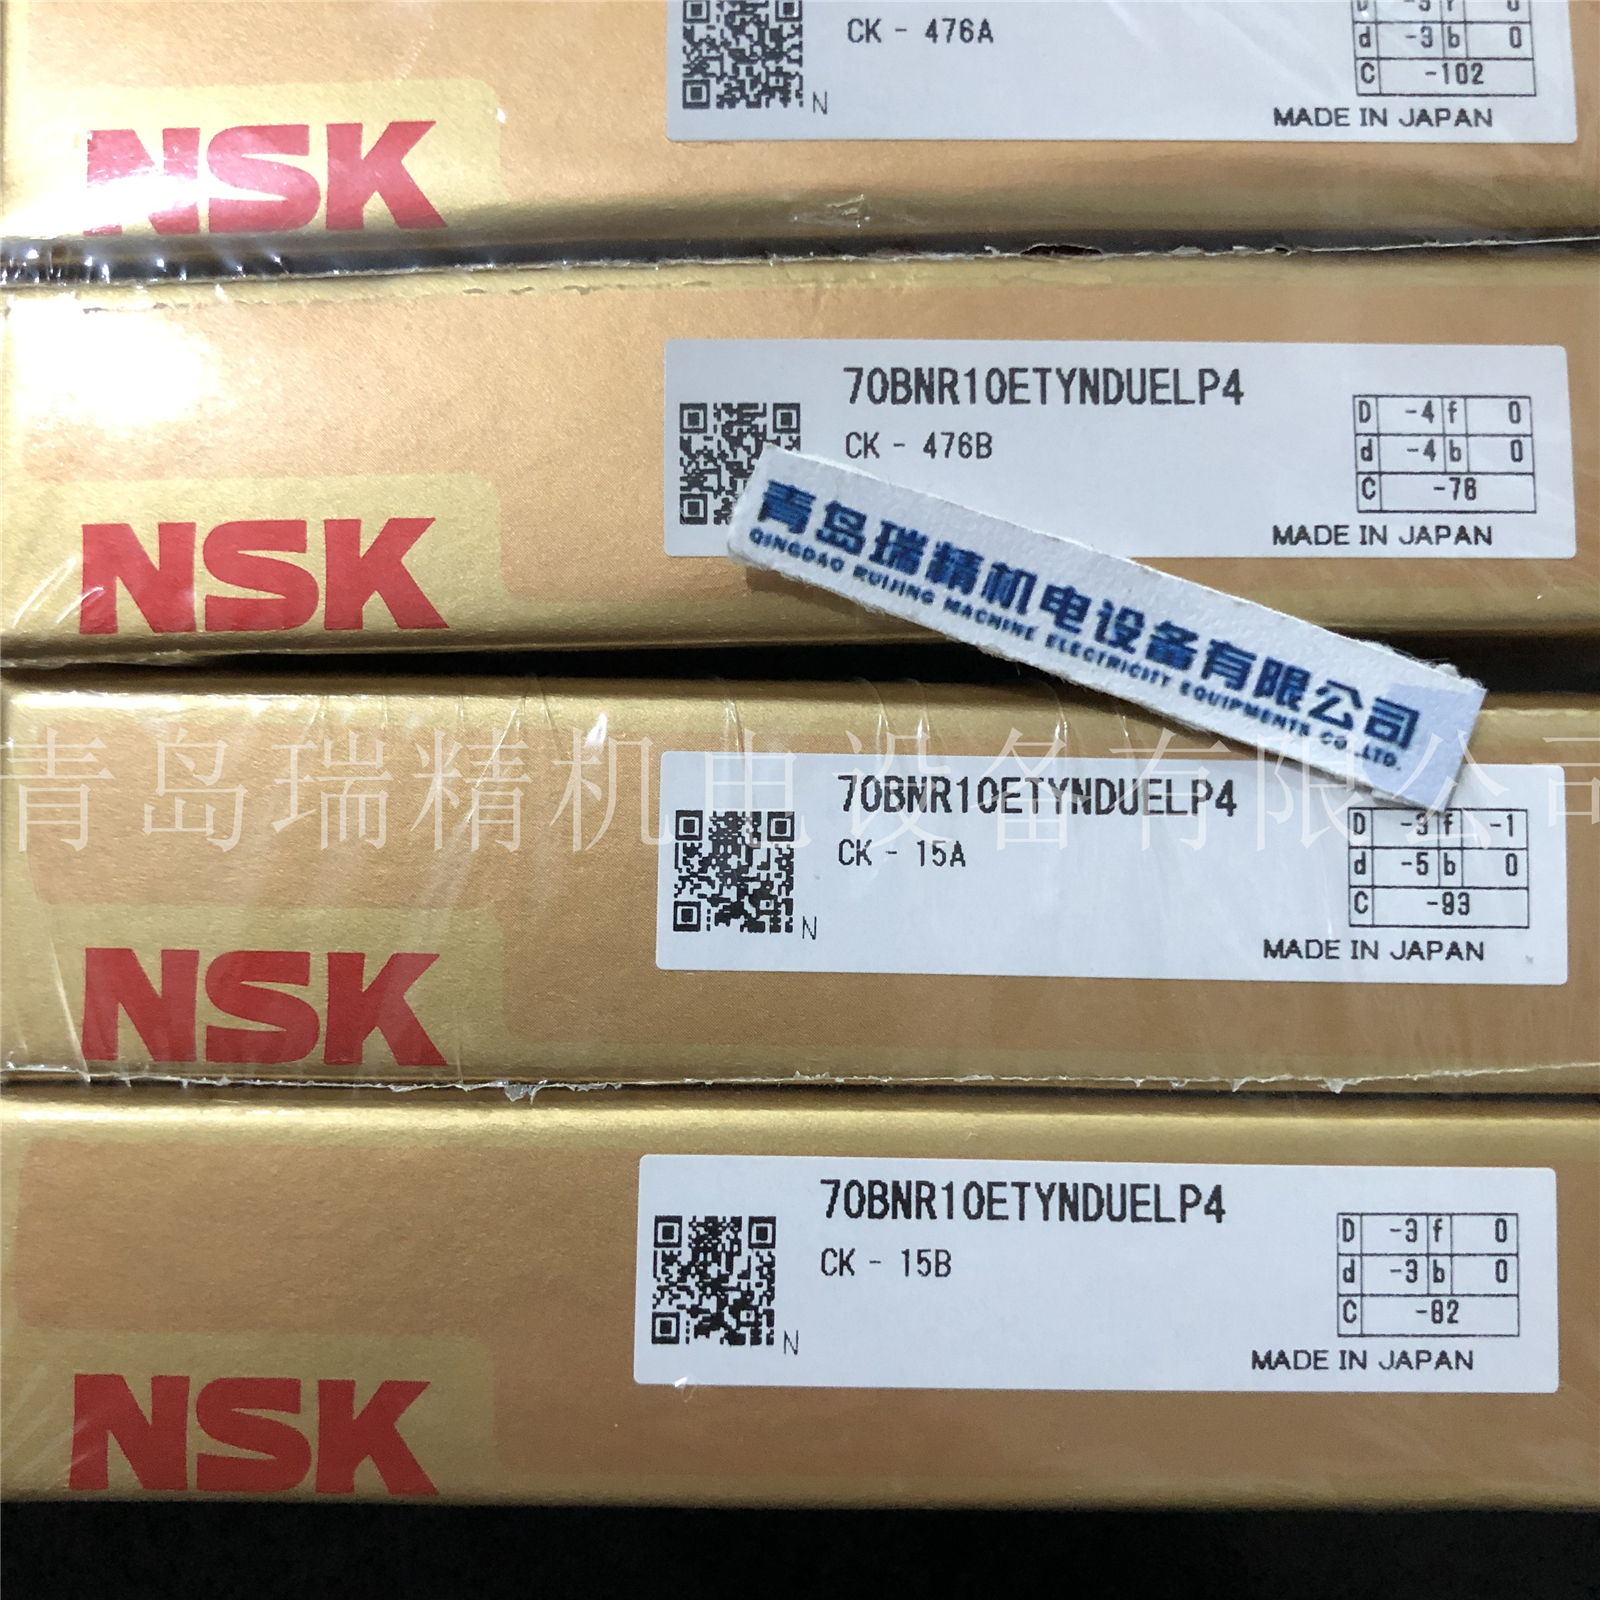 CK - 476A
d -3 b 0
C -102
N
MADE IN JAPAN
NSK
70BNR10ETYNDUELP4
CK - 476B
D -4 f 0
d -4 b 0
C -76
MADE IN JAPAN
NSK
青岛瑞精机电设备有限公司
QINGDAO RUIJING MACHINE ELECTRICITY EQUIPMENTS CO.,LTD.
青岛瑞精机电设备有限公司
70BNR10ETYNDUELP4
CK - 15A
D -3 f -1
d -5 b 0
C -93
N
MADE IN JAPAN
NSK
70BNR10ETYNDUELP4
CK - 15B
D -3 f 0
d -3 b 0
C -82
N
MADE IN JAPAN
NSK